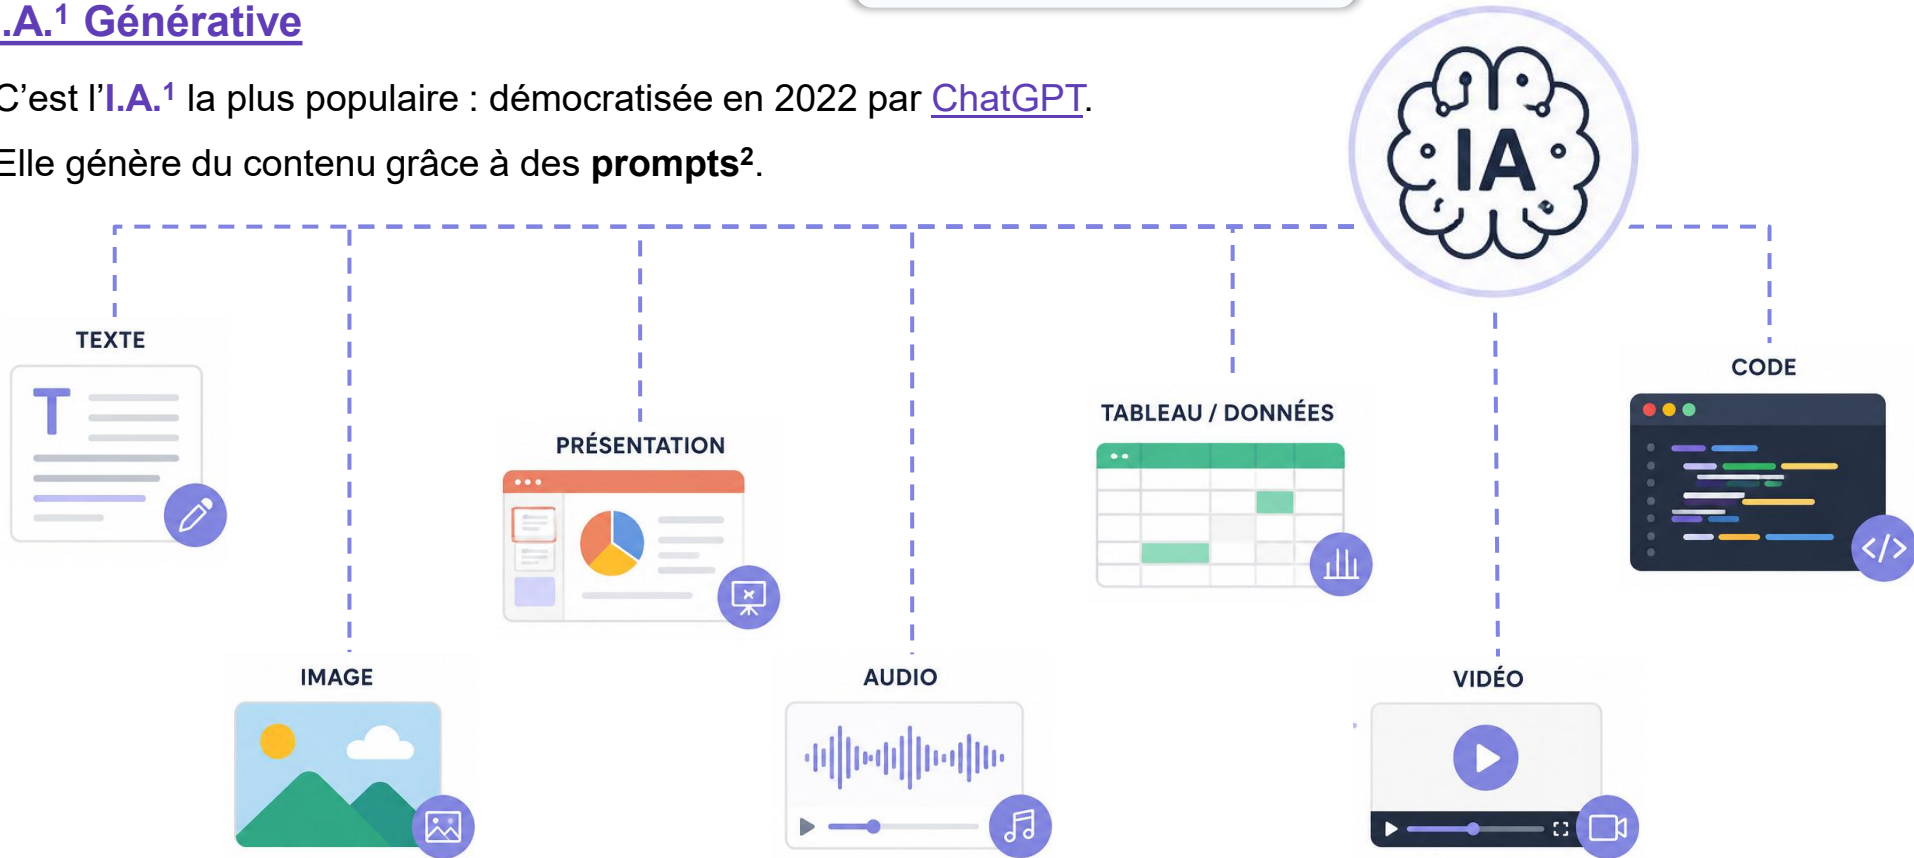 .A.¹ Générative
C’est l’I.A.¹ la plus populaire : démocratisée en 2022 par ChatGPT.
Elle génère du contenu grâce à des prompts².
IA
TEXTE
T
CODE
</>
TABLEAU / DONNÉES
PRÉSENTATION
IMAGE
AUDIO
VIDÉO